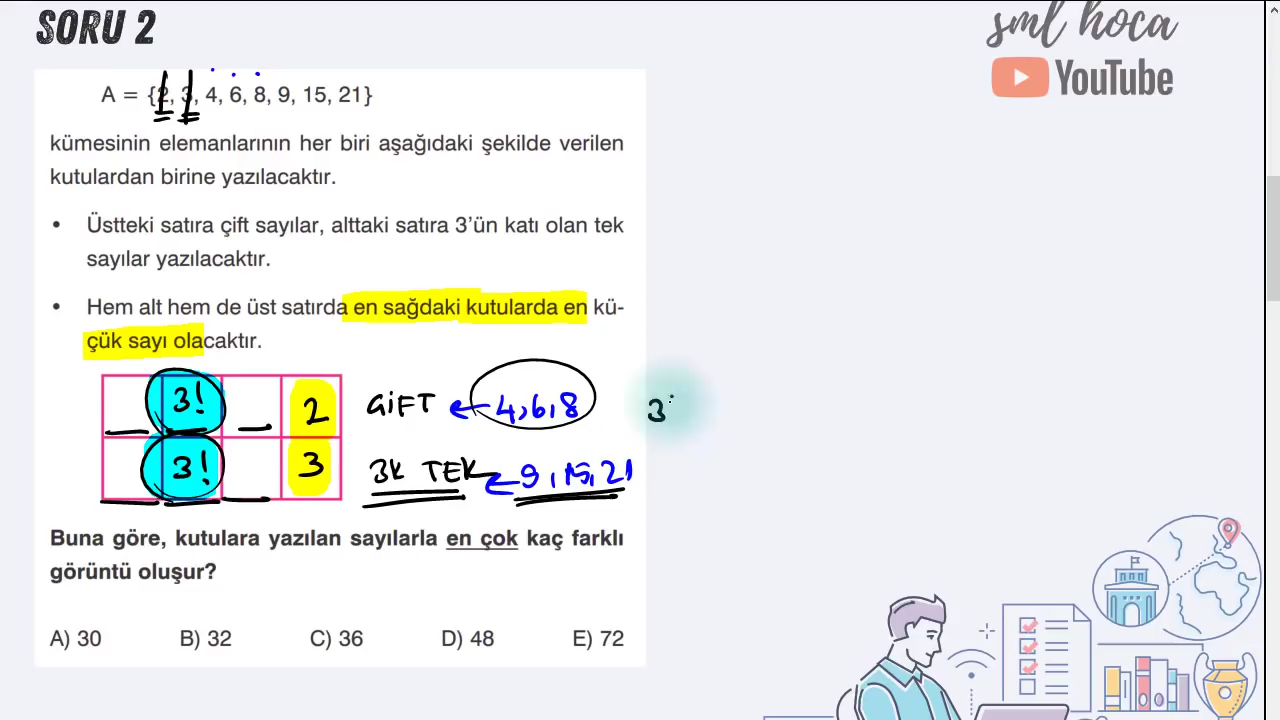 SORU 2
sml hoca
YouTube
A = {2, 3, 4, 6, 8, 9, 15, 21}
kümesinin elemanlarının her biri aşağıdaki şekilde verilen
kutulardan birine yazılacaktır.
• Üstteki satıra çift sayılar, alttaki satıra 3'ün katı olan tek
sayılar yazılacaktır.
• Hem alt hem de üst satırda en sağdaki kutularda en kü-
çük sayı olacaktır.
3! 2 ÇİFT ← 4,6,8 3
3! 3 3k TEK ← 9,15,21
Buna göre, kutulara yazılan sayılarla en çok kaç farklı
görüntü oluşur?
A) 30 B) 32 C) 36 D) 48 E) 72